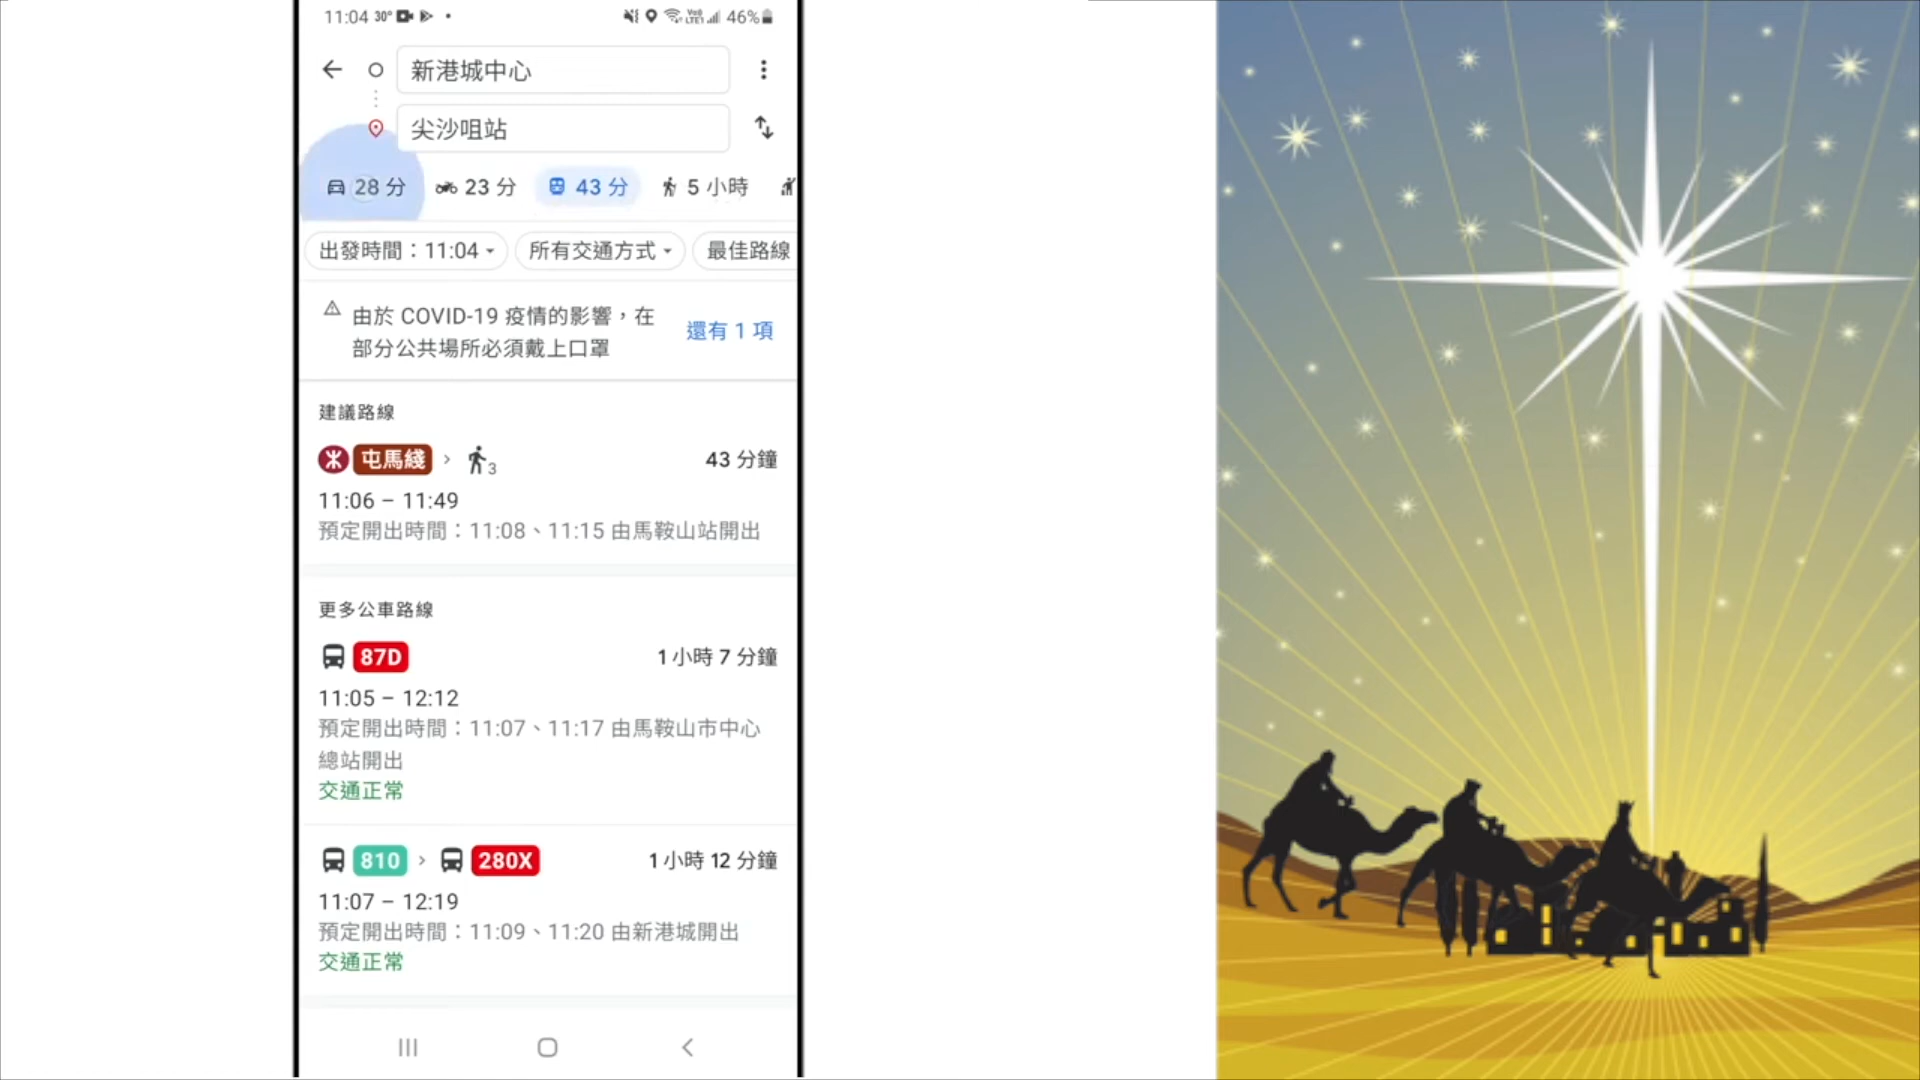 11:04 30° VoI) LTE1 46%
新港城中心
尖沙咀站
28 分 23 分 43 分 5 小時
出發時間：11:04 所有交通方式 最佳路線
由於 COVID-19 疫情的影響，在
部分公共場所必須戴上口罩
還有 1 項
建議路線
屯馬綫 3 43 分鐘
11:06 – 11:49
預定開出時間：11:08、11:15 由馬鞍山站開出
更多公車路線
87D 1 小時 7 分鐘
11:05 – 12:12
預定開出時間：11:07、11:17 由馬鞍山市中心
總站開出
交通正常
810 280X 1 小時 12 分鐘
11:07 – 12:19
預定開出時間：11:09、11:20 由新港城開出
交通正常